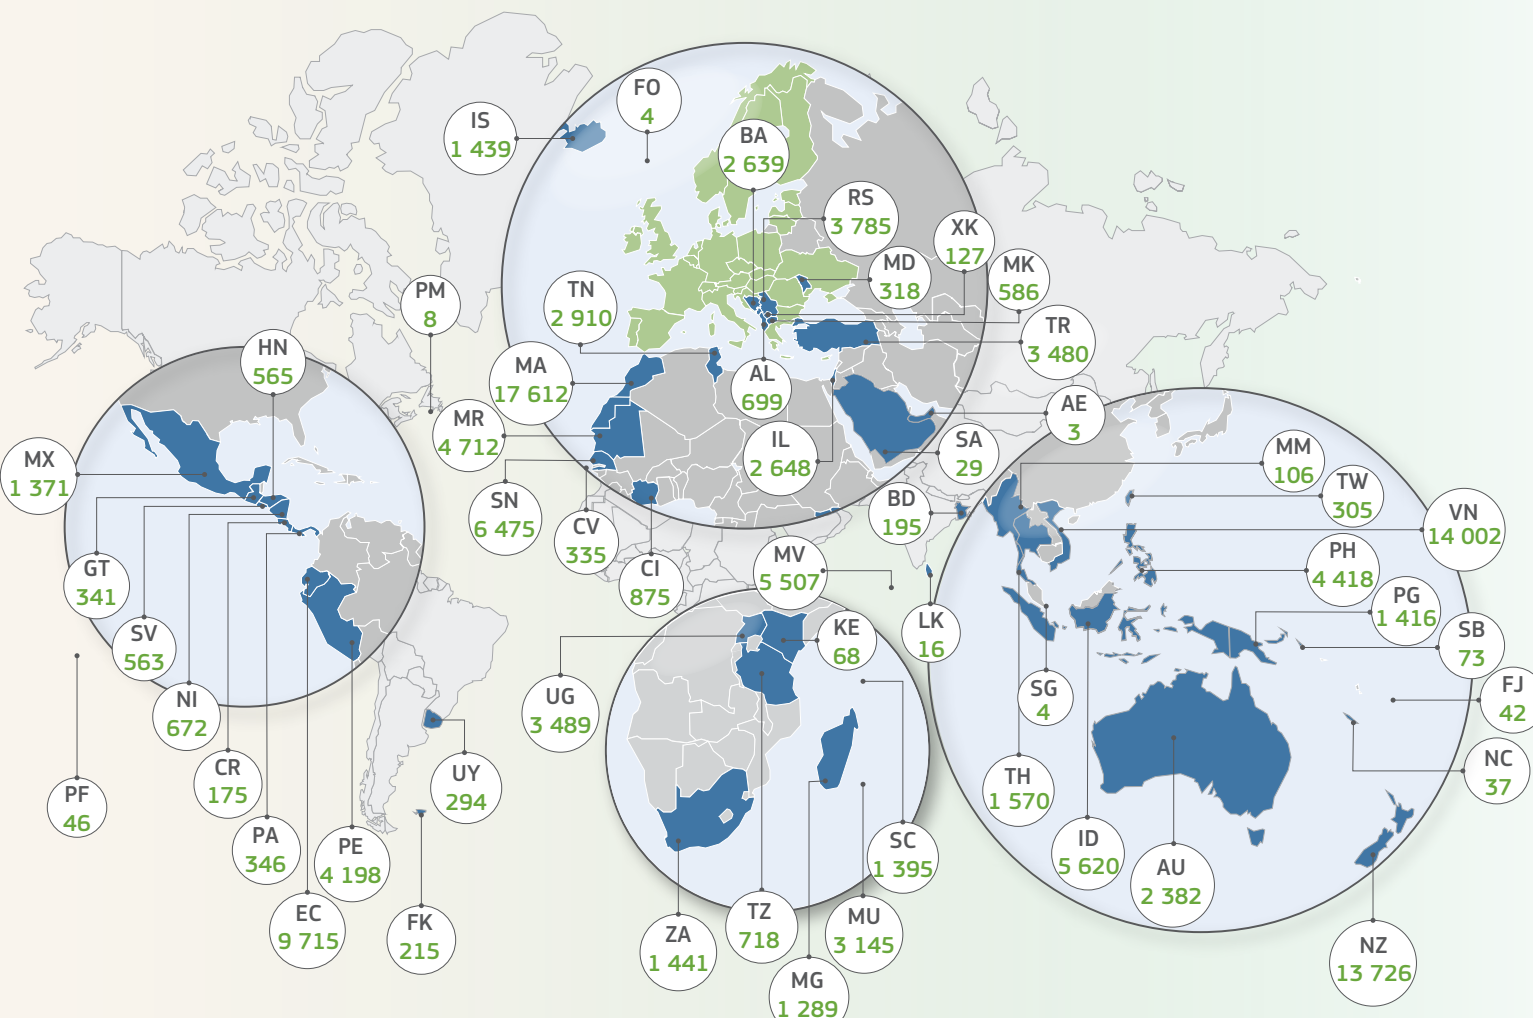 FO
4
IS
1 439
BA
2 639
RS
3 785
XK
127
MD
318
MK
586
PM
8
TN
2 910
TR
3 480
HN
565
MA
17 612
AL
699
AE
3
MR
4 712
IL
2 648
SA
29
MX
1 371
MM
106
TW
305
SN
6 475
CV
335
BD
195
VN
14 002
GT
341
CI
875
MV
5 507
PH
4 418
PG
1 416
SV
563
KE
68
LK
16
SB
73
NI
672
UG
3 489
SG
4
FJ
42
CR
175
UY
294
TH
1 570
NC
37
PF
46
PA
346
PE
4 198
SC
1 395
ID
5 620
AU
2 382
EC
9 715
FK
215
ZA
1 441
TZ
718
MU
3 145
NZ
13 726
MG
1 289